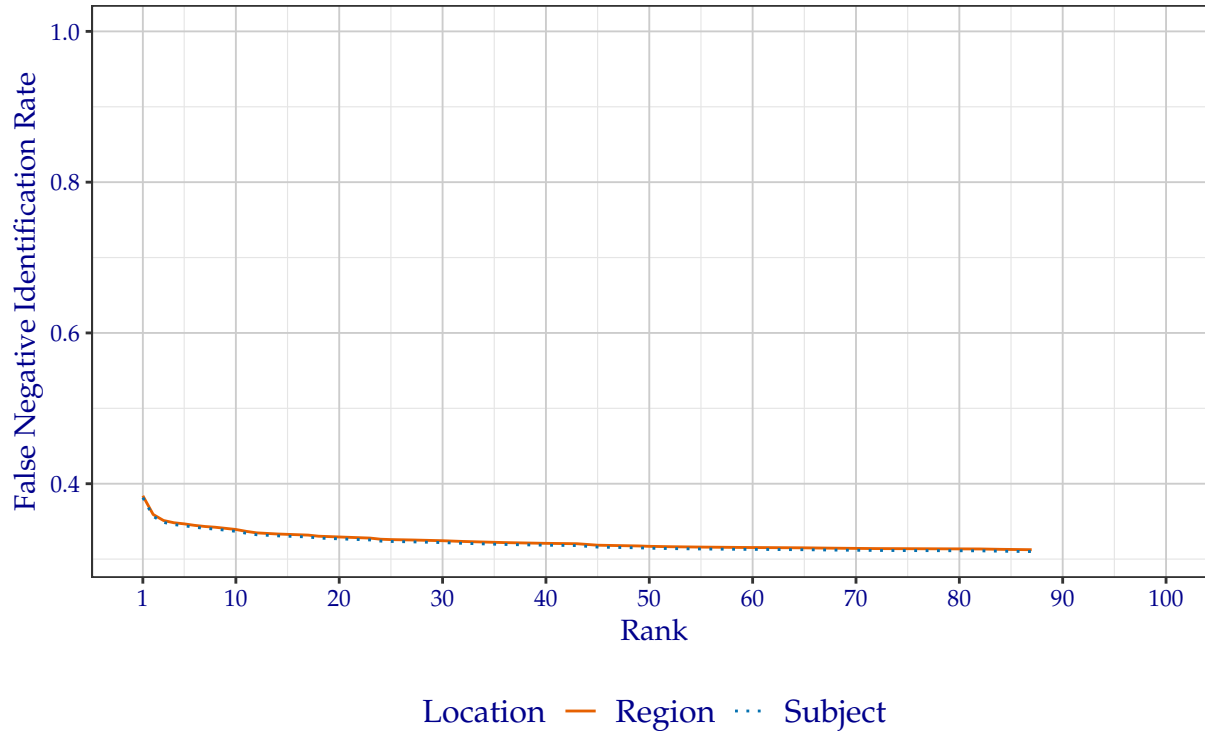 False Negative Identification Rate
1.0
0.8
0.6
0.4
1 10 20 30 40 50 60 70 80 90 100
Rank
Location Region Subject